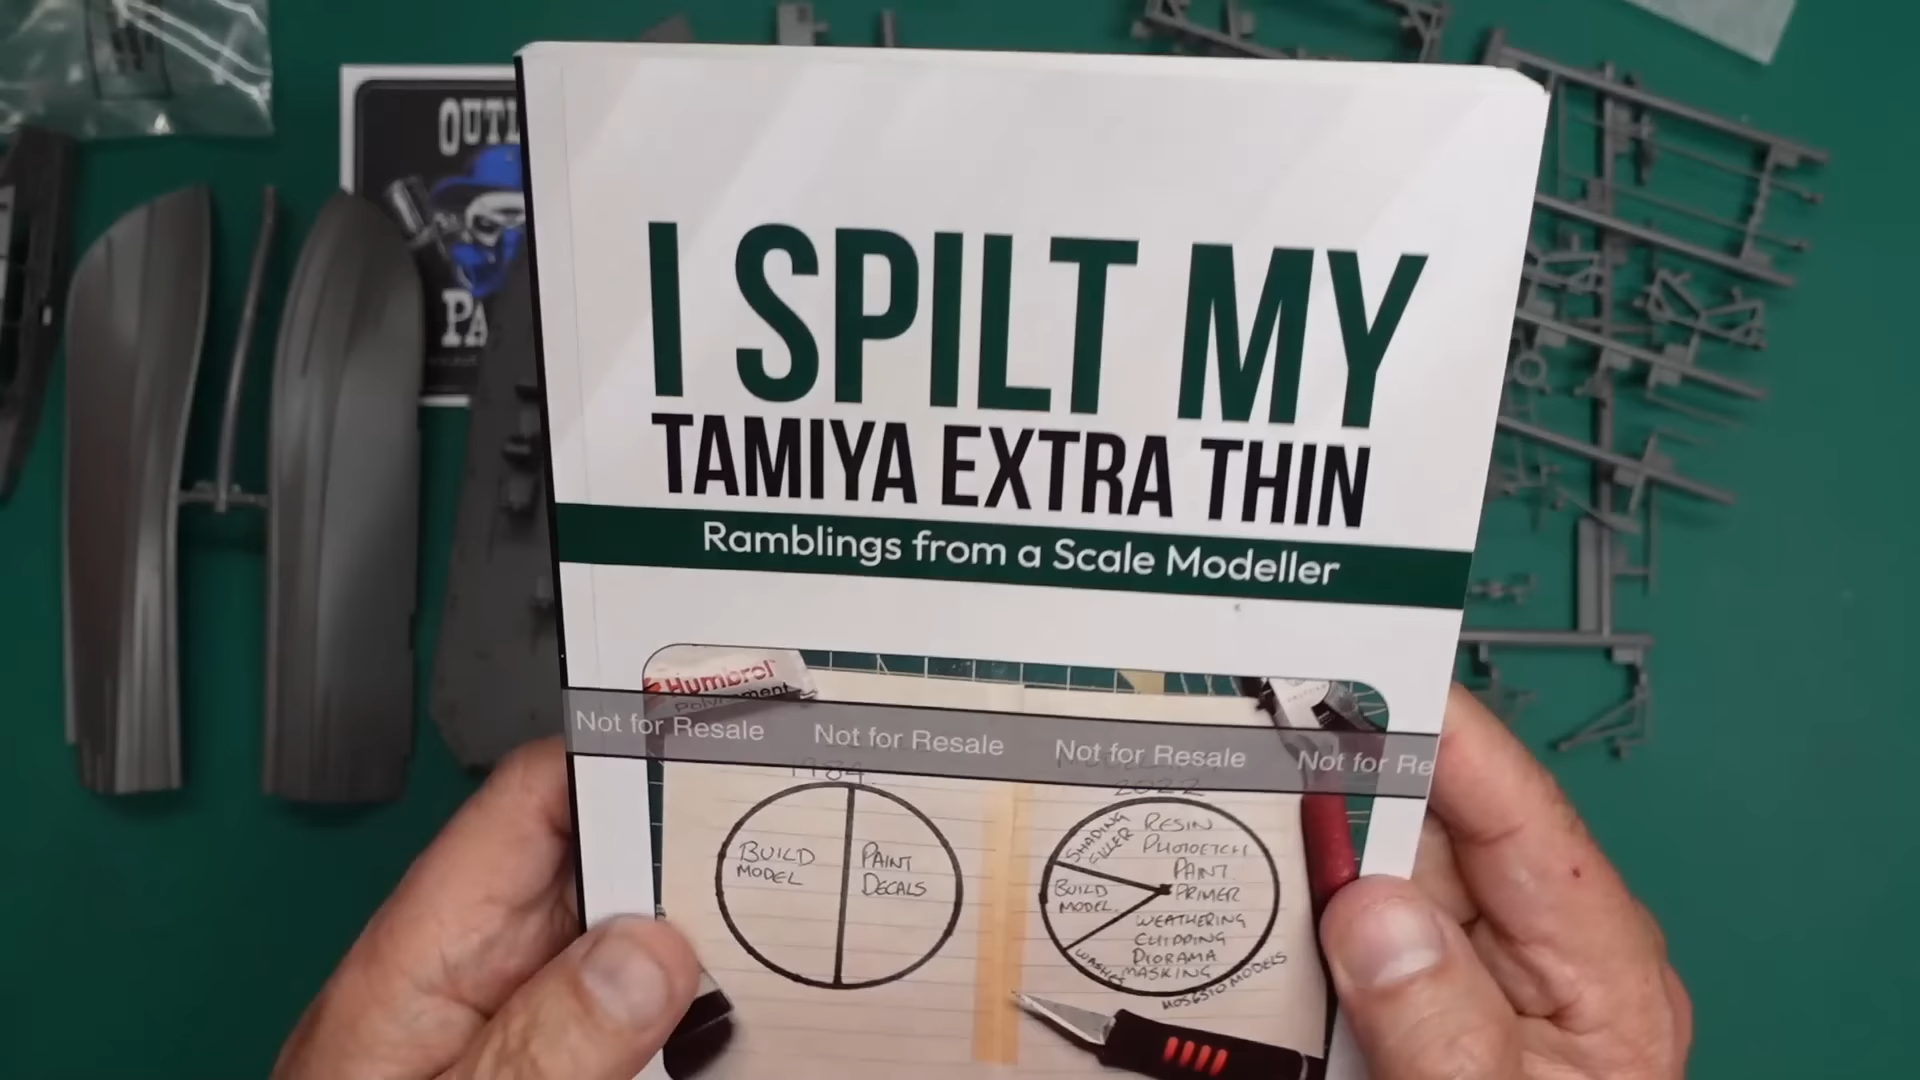 OUTL
PA
I SPILT MY
TAMIYA EXTRA THIN
Ramblings from a Scale Modeller
Humbrol
Not for Resale Not for Resale Not for Resale Not for Re
1984
2022
BUILD
MODEL
PAINT
DECALS
SHADING
FILLER
RESIN
PHOTOETCH
PAINT
PRIMER
BUILD
MODEL
WEATHERING
CHIPPING
DIORAMA
MASKING
WASHES
MOS6510 MODELS